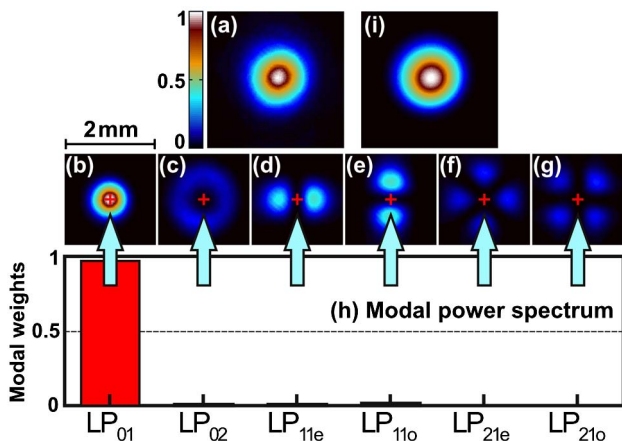 1
(a)
(i)
0.5
0
2mm
(b)
(c)
(d)
(e)
(f)
(g)
1
(h) Modal power spectrum
0.5
Modal weights
0
LP01
LP02
LP11e
LP11o
LP21e
LP21o